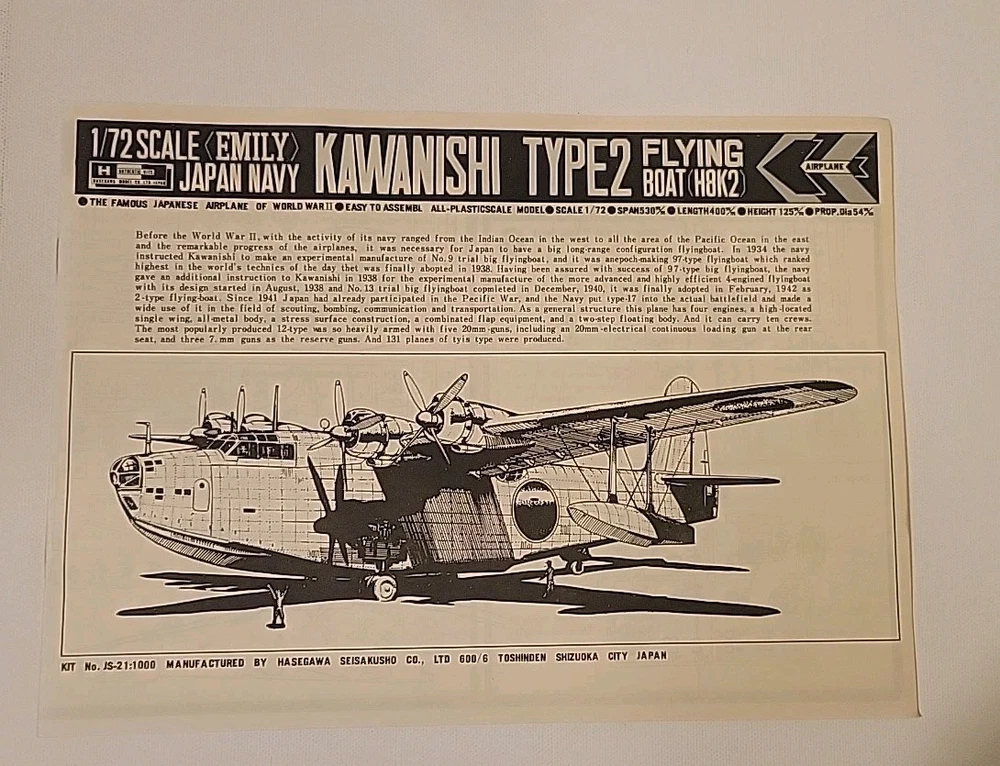 1/72 SCALE <EMILY> KAWANISHI TYPE2 FLYING
JAPAN NAVY BOAT (H8K2)
H
AIRPLANE
●THE FAMOUS JAPANESE AIRPLANE OF WORLD WAR II●EASY TO ASSEMBL ALL-PLASTICSCALE MODEL●SCALE 1/72●SPAN530%●LENGTH400%●HEIGHT 125%●PROP.Dia54%
Before the World War II, with the activity of its navy ranged from the Indian Ocean in the west to all the area of the Pacific Ocean in the east
and the remarkable progress of the airplanes, it was necessary for Japan to have a big long-range configuration flyingboat. In 1934 the navy
instructed Kawanishi to make an experimental manufacture of No.9 trial big flyingboat, and it was anepoch-making 97-type flyingboat which ranked
highest in the world's technics of the day thet was finally abopted in 1938. Having been assured with success of 97-type big flyingboat, the navy
gave an additional instruction to Kawanishi in 1938 for the experimental manufacture of the more advanced and highly efficient 4-engined flyingboat
with its design started in August, 1938 and No.13 trial big flyingboat copmleted in December, 1940, it was finally adopted in February, 1942 as
2-type flying-boat. Since 1941 Japan had already participated in the Pacific War, and the Navy put type-17 into the actual battlefield and made a
wide use of it in the field of scouting, bombing, communication and transportation. As a general structure this plane has four engines, a high-located
single wing, all-metal body, a stress surface construction, a combinated flap equipment, and a two-step floating body. And it can carry ten crews.
The most popularly produced 12-type was so heavily armed with five 20mm-guns, including an 20mm-electrical continuous loading gun at the rear
seat, and three 7.mm guns as the reserve guns. And 131 planes of tyis type were produced.
KIT No. JS-21:1000 MANUFACTURED BY HASEGAWA SEISAKUSHO CO., LTD 600/6 TOSHINDEN SHIZUOKA CITY JAPAN